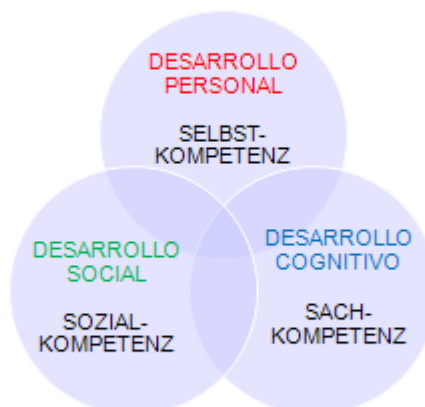 DESARROLLO
PERSONAL
SELBST-
KOMPETENZ
DESARROLLO
SOCIAL
SOZIAL-
KOMPETENZ
DESARROLLO
COGNITIVO
SACH-
KOMPETENZ